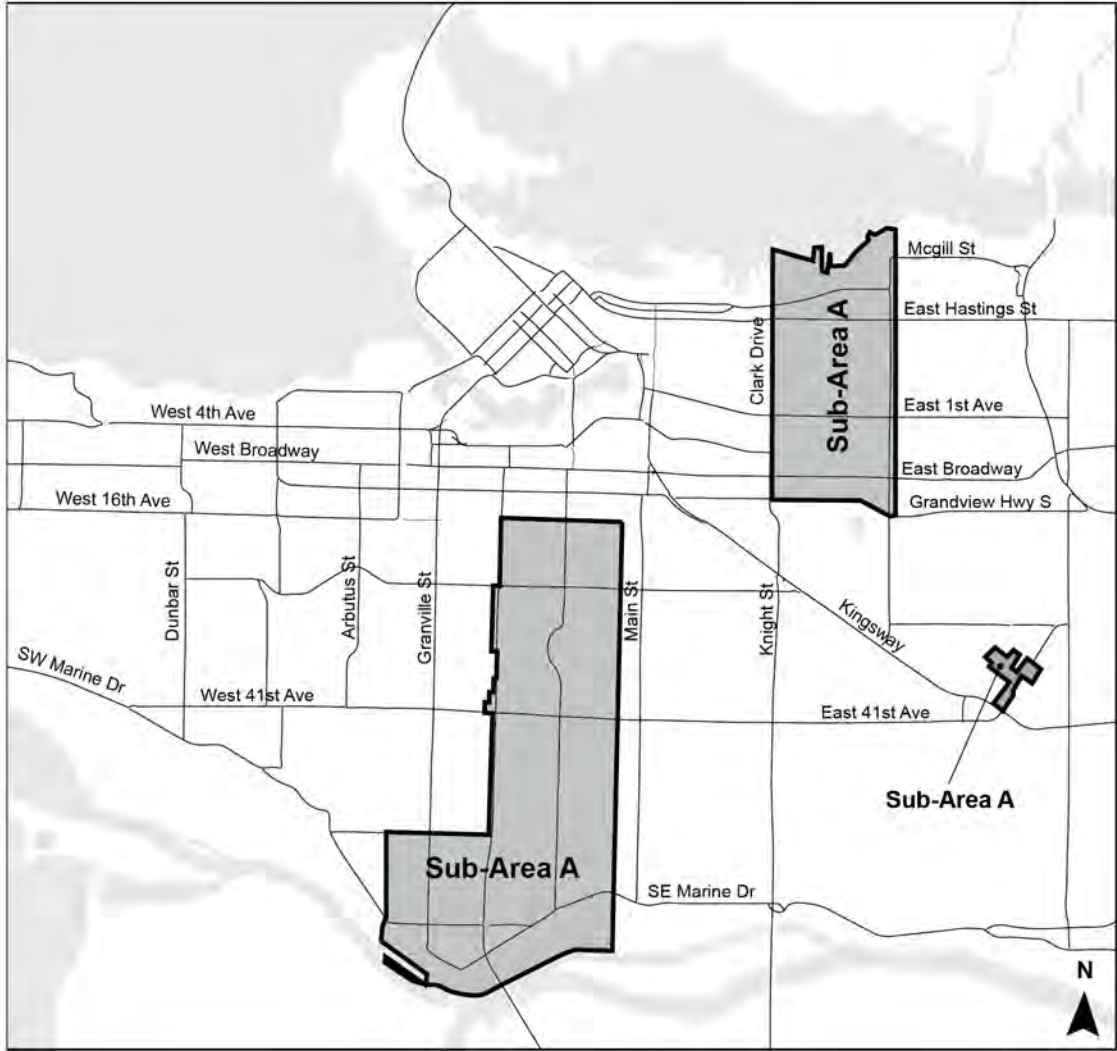 Mcgill St
East Hastings St
Clark Drive
Sub-Area A
West 4th Ave
East 1st Ave
West Broadway
East Broadway
West 16th Ave
Grandview Hwy S
Dunbar St
Arbutus St
Granville St
Main St
Knight St
Kingsway
SW Marine Dr
West 41st Ave
East 41st Ave
Sub-Area A
Sub-Area A
SE Marine Dr
N